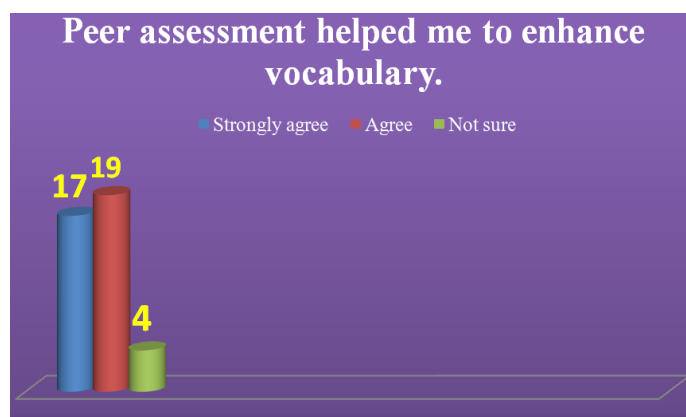 Peer assessment helped me to enhance
vocabulary.
Strongly agree Agree Not sure
17 19
4